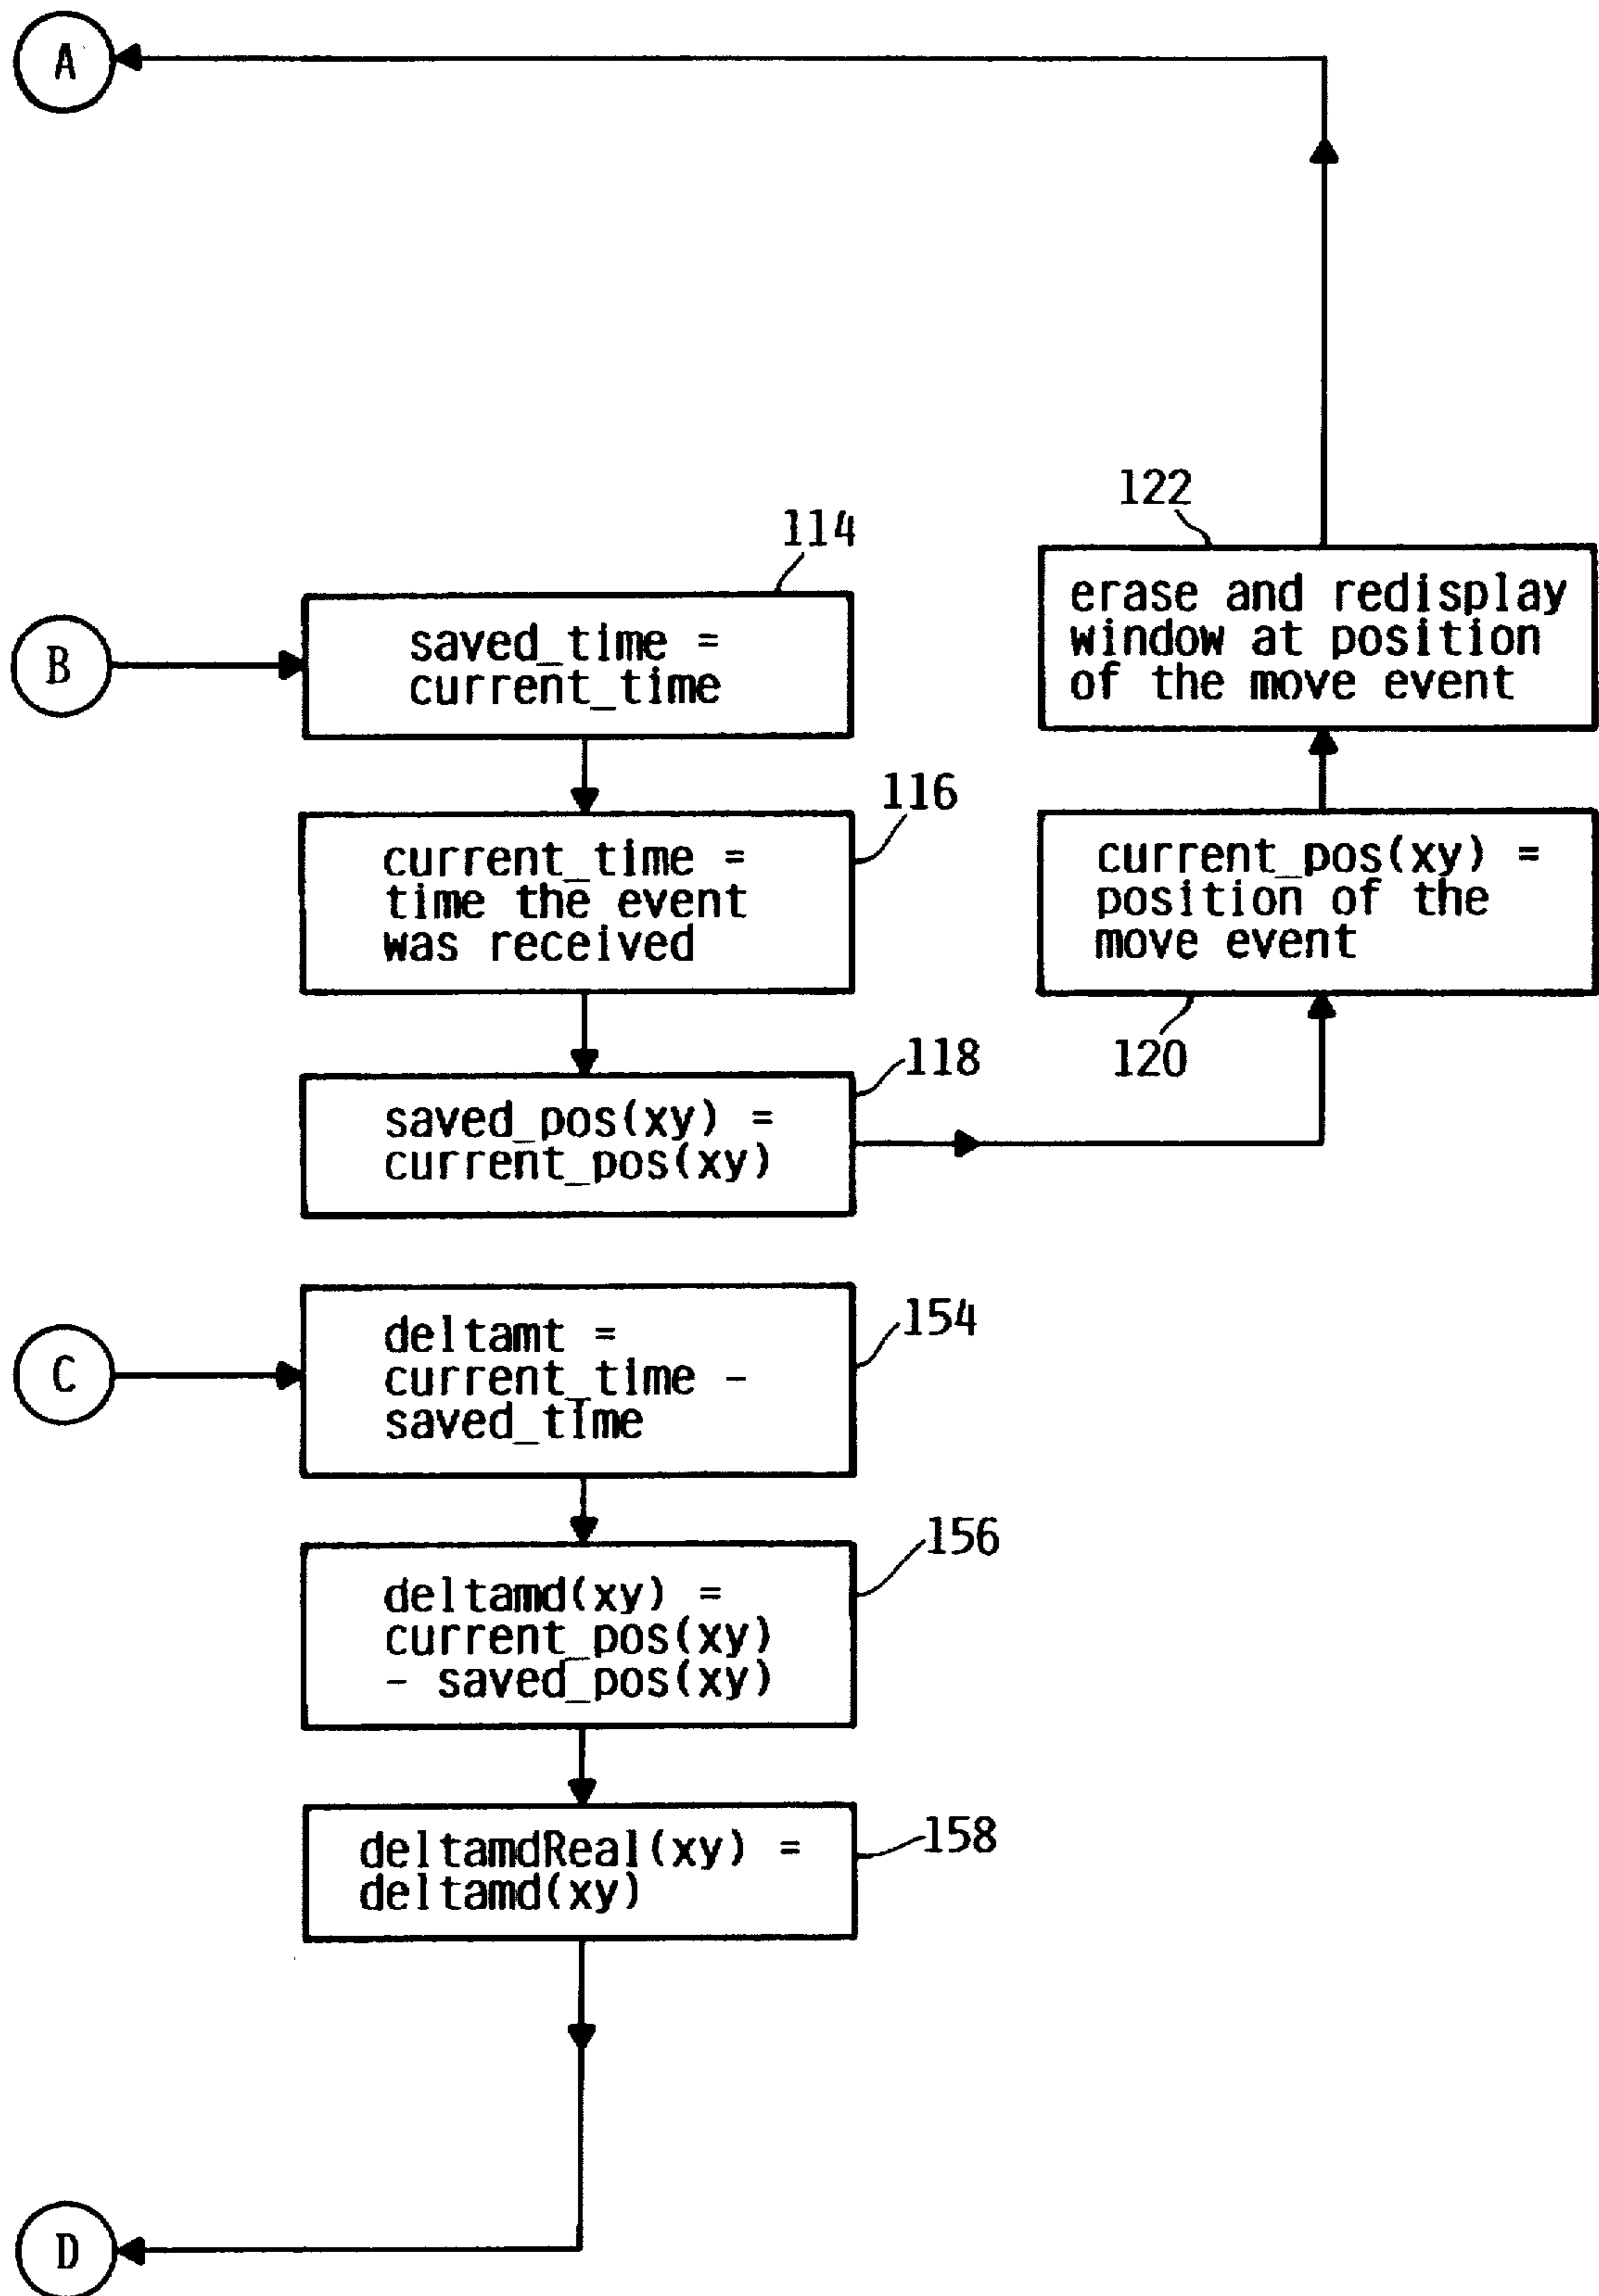 A
122
114
erase and redisplay
window at position
of the move event
B
saved_time =
current_time
116
current_time =
time the event
was received
current_pos(xy) =
position of the
move event
118
120
saved_pos(xy) =
current_pos(xy)
154
C
deltamt =
current_time -
saved_time
156
deltamd(xy) =
current_pos(xy)
- saved_pos(xy)
158
deltamdReal(xy) =
deltamd(xy)
D